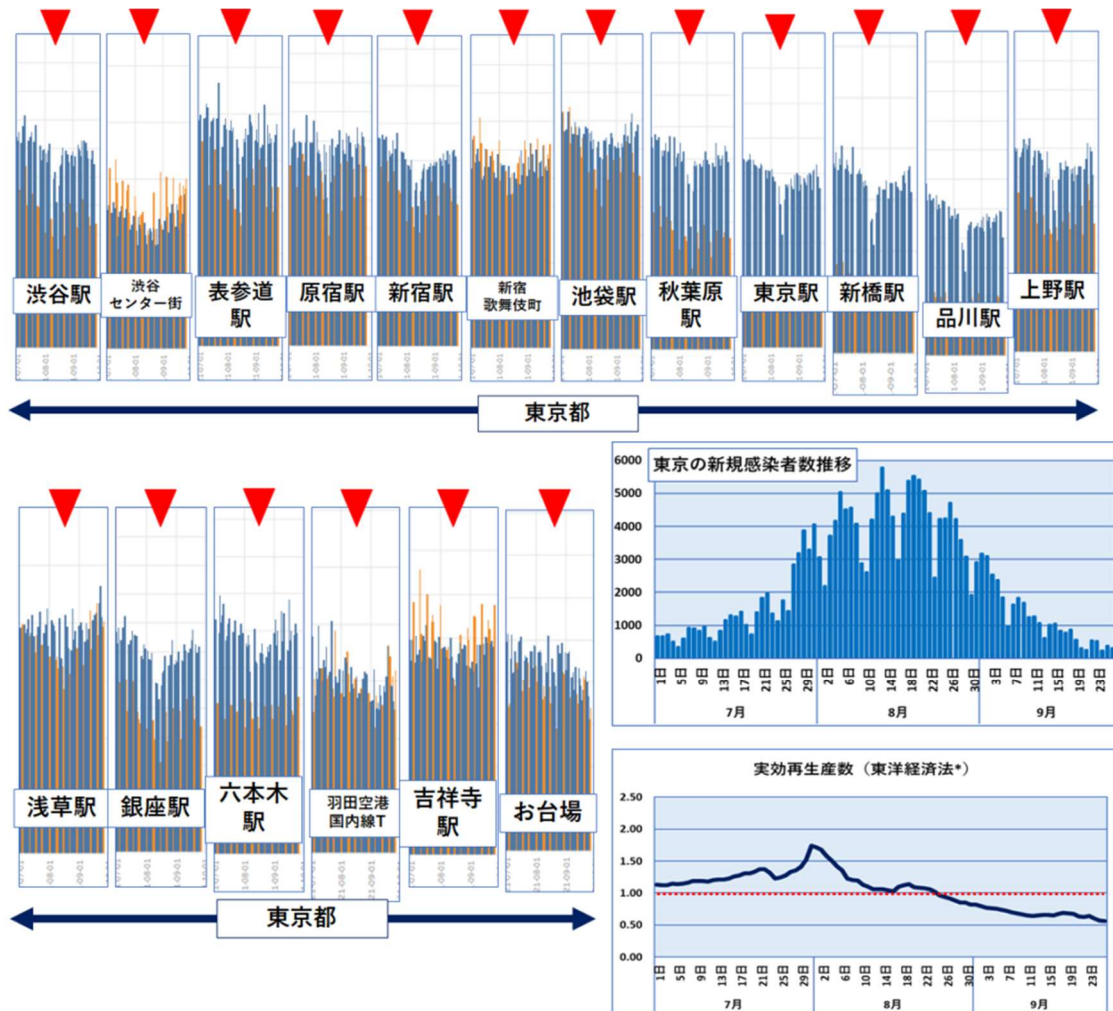 渋谷駅
渋谷
センター街
表参道
駅
原宿駅
新宿駅
新宿
歌舞伎町
池袋駅
秋葉原
駅
東京駅
新橋駅
品川駅
上野駅
東京都
浅草駅
銀座駅
六本木
駅
羽田空港
国内線T
吉祥寺
駅
お台場
東京都
東京の新規感染者数推移
6000
5000
4000
3000
2000
1000
0
1日 5日 9日 13日 17日 21日 25日 29日 2日 6日 10日 14日 18日 22日 26日 30日 3日 7日 11日 15日 19日 23日
7月 8月 9月
実効再生産数（東洋経済法*）
2.50
2.00
1.50
1.00
0.50
0.00
1日 5日 9日 13日 17日 21日 25日 29日 2日 6日 10日 14日 18日 22日 26日 30日 3日 7日 11日 15日 19日 23日
7月 8月 9月